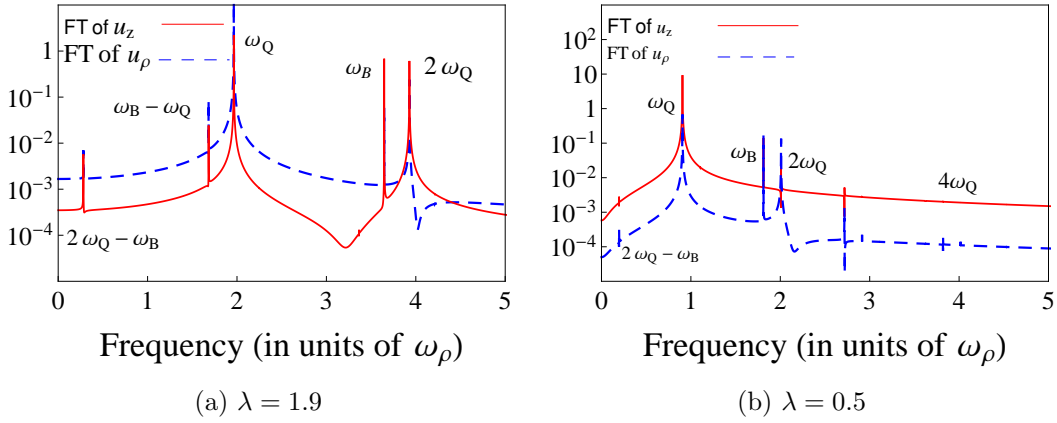 FT of u_z
FT of u_ρ
ω_Q
ω_B
2 ω_Q
ω_B − ω_Q
2 ω_Q − ω_B
1
10^−1
10^−2
10^−3
10^−4
0 1 2 3 4 5
Frequency (in units of ω_ρ)
(a) λ = 1.9
FT of u_z
FT of u_ρ
10^2
10
1
10^−1
10^−2
10^−3
10^−4
ω_Q
ω_B
2ω_Q
4ω_Q
2 ω_Q − ω_B
0 1 2 3 4 5
Frequency (in units of ω_ρ)
(b) λ = 0.5